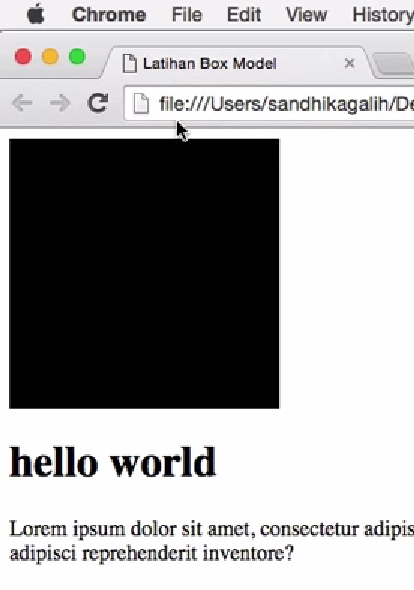 Chrome File Edit View History
Latihan Box Model
file:///Users/sandhikagalih/De
hello world
Lorem ipsum dolor sit amet, consectetur adipis
adipisci reprehenderit inventore?